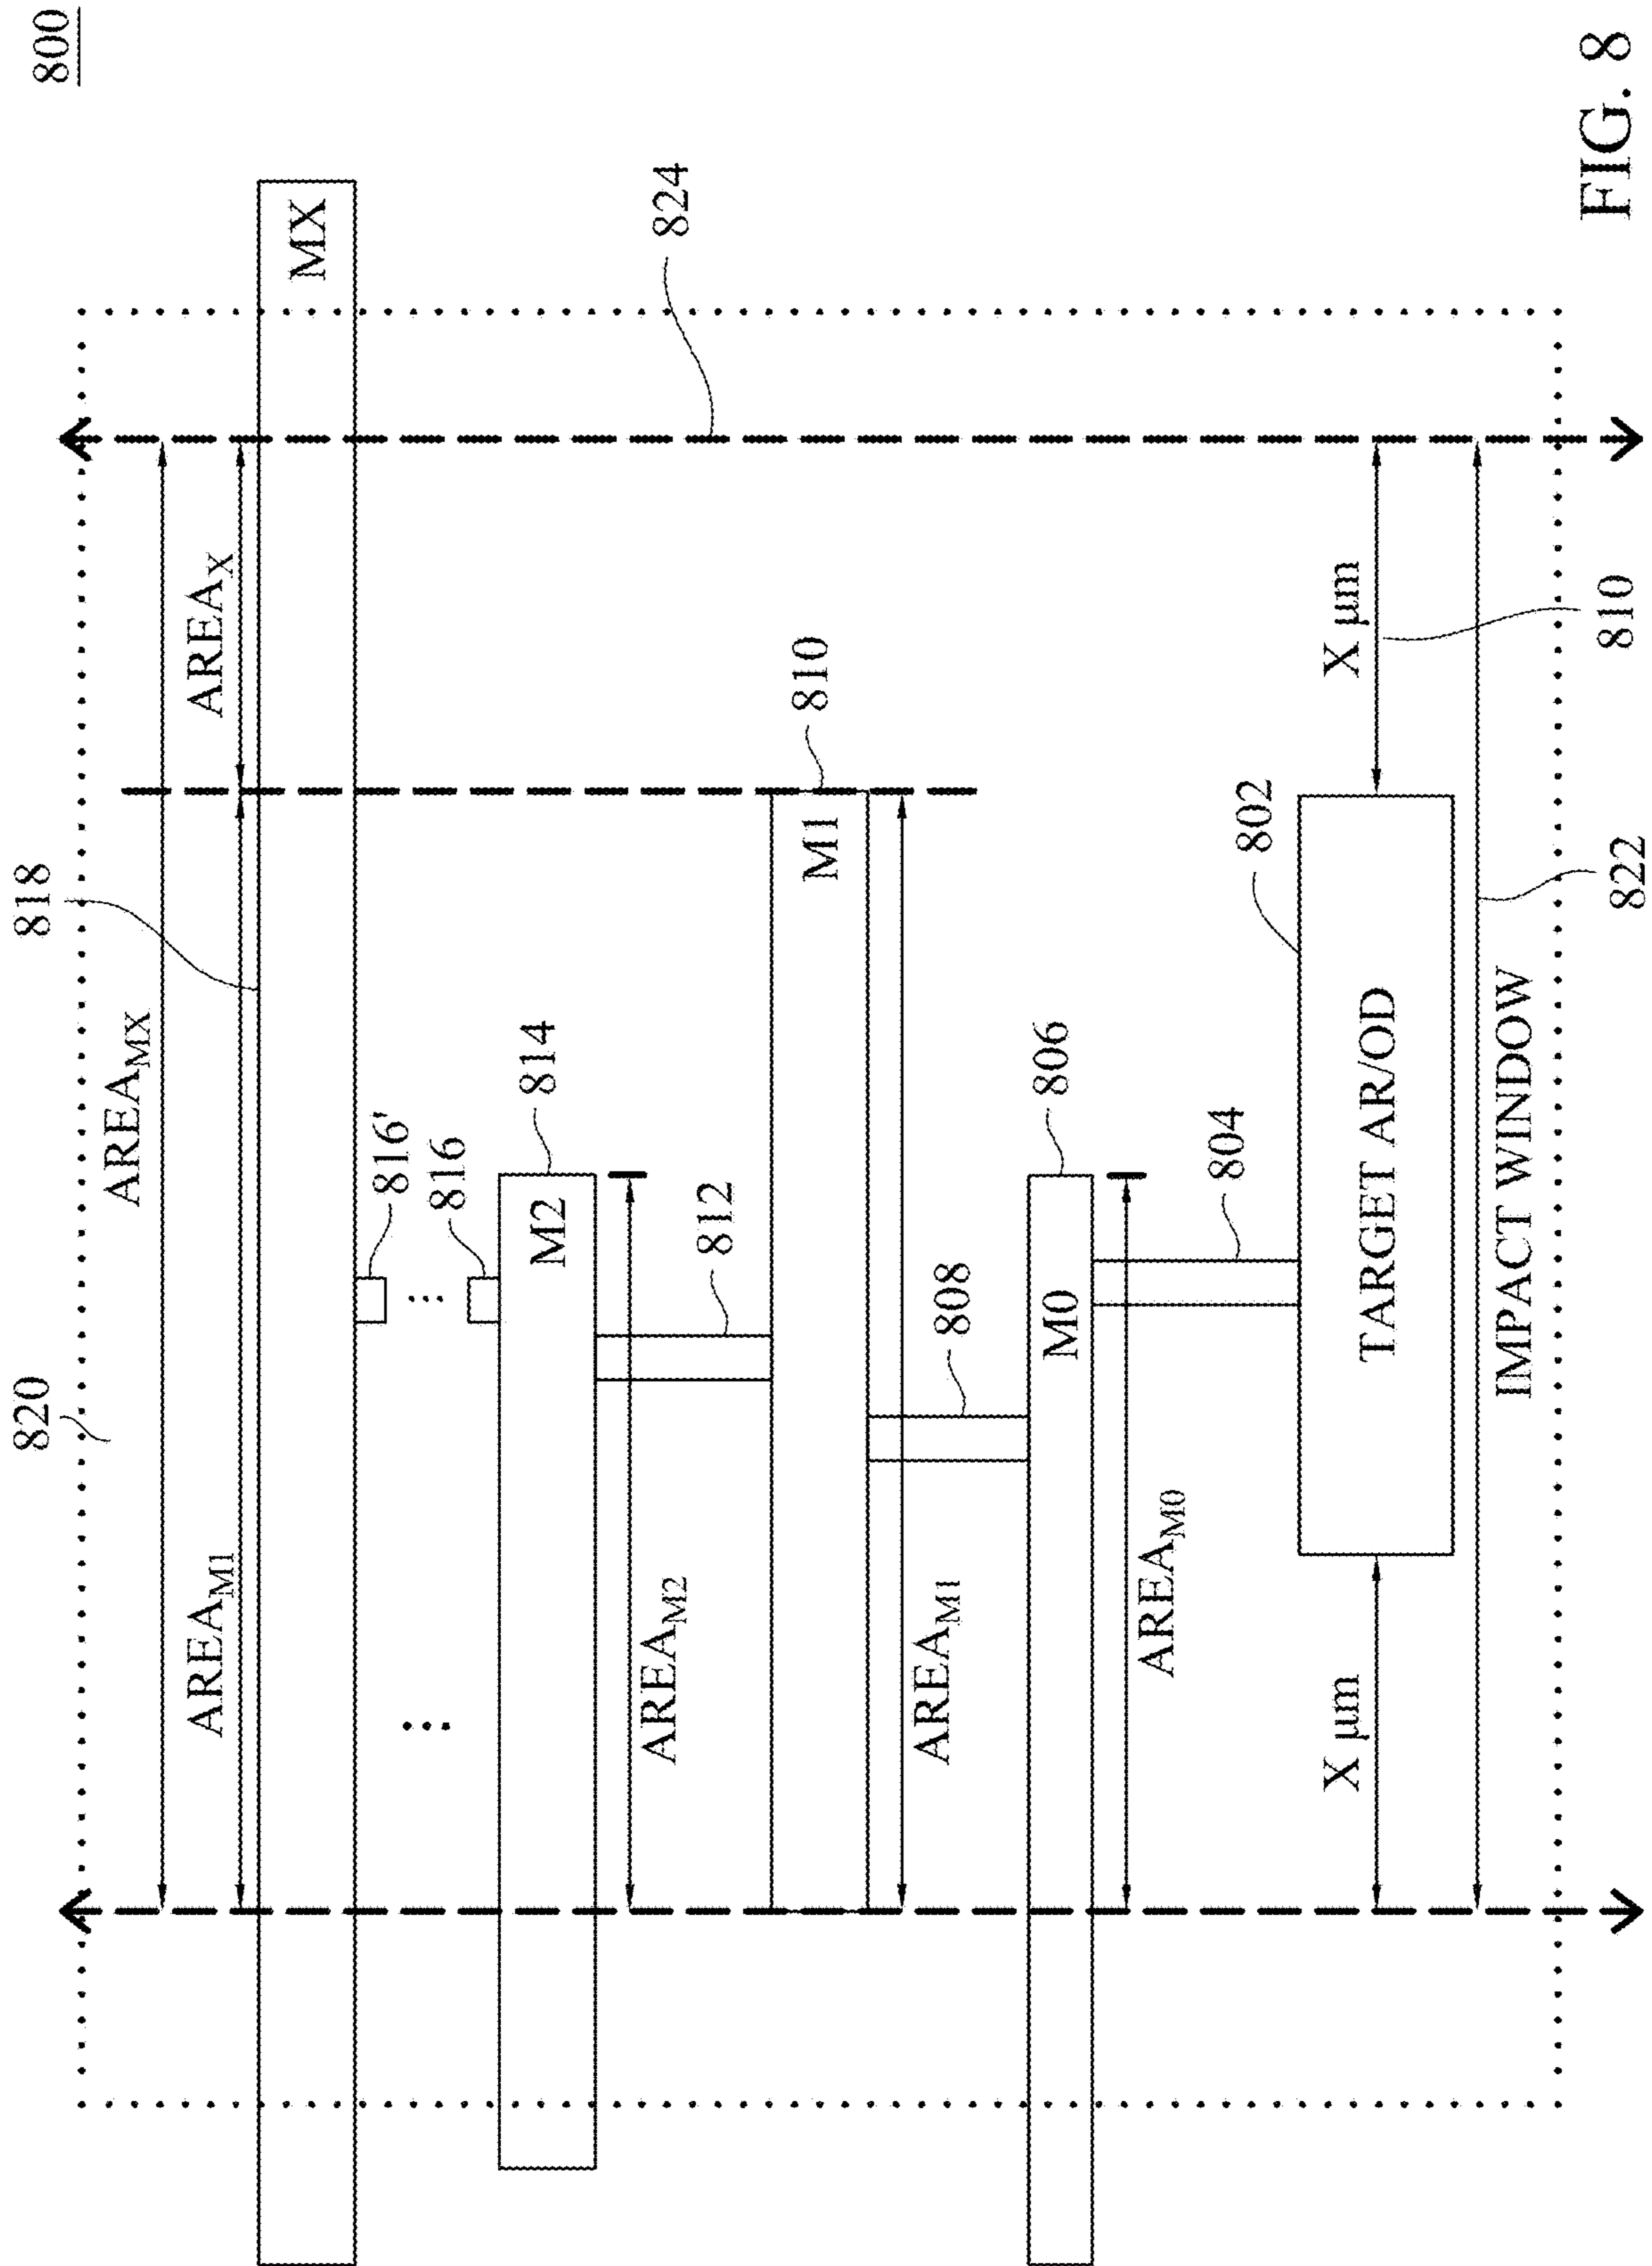 800
820
818
AREAMX
AREAM1
AREAX
MX
816'
816
814
824
M2
AREAM2
812
810
M1
AREAM1
808
806
M0
AREAM0
804
802
X μm
TARGET AR/OD
X μm
IMPACT WINDOW
822
810
FIG. 8